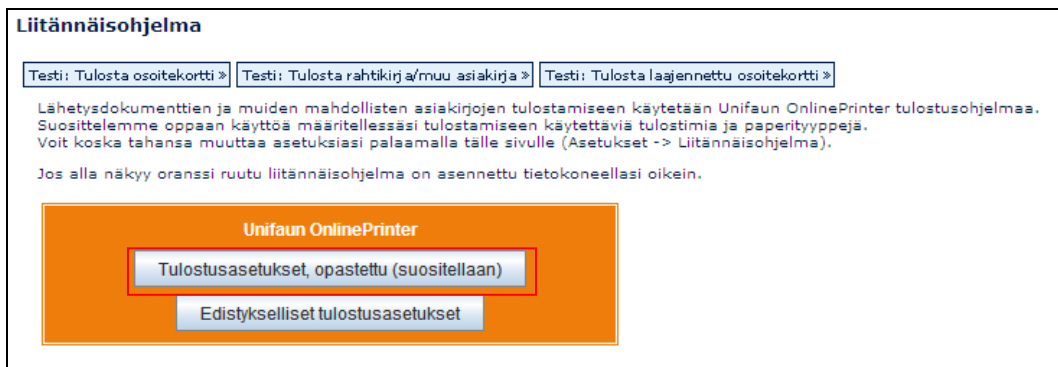 Liitännäisohjelma
Testi: Tulosta osoitekortti » Testi: Tulosta rahtikirja/muu asiakirja » Testi: Tulosta laajennettu osoitekortti »
Lähetysdokumenttien ja muiden mahdollisten asiakirjojen tulostamiseen käytetään Unifaun OnlinePrinter tulostusohjelmaa.
Suosittelemme oppaan käyttöä määritellessäsi tulostamiseen käytettäviä tulostimia ja paperityyppejä.
Voit koska tahansa muuttaa asetuksiasi palaamalla tälle sivulle (Asetukset -> Liitännäisohjelma).
Jos alla näkyy oranssi ruutu liitännäisohjelma on asennettu tietokoneellasi oikein.
Unifaun OnlinePrinter
Tulostusasetukset, opastettu (suositellaan)
Edistykselliset tulostusasetukset